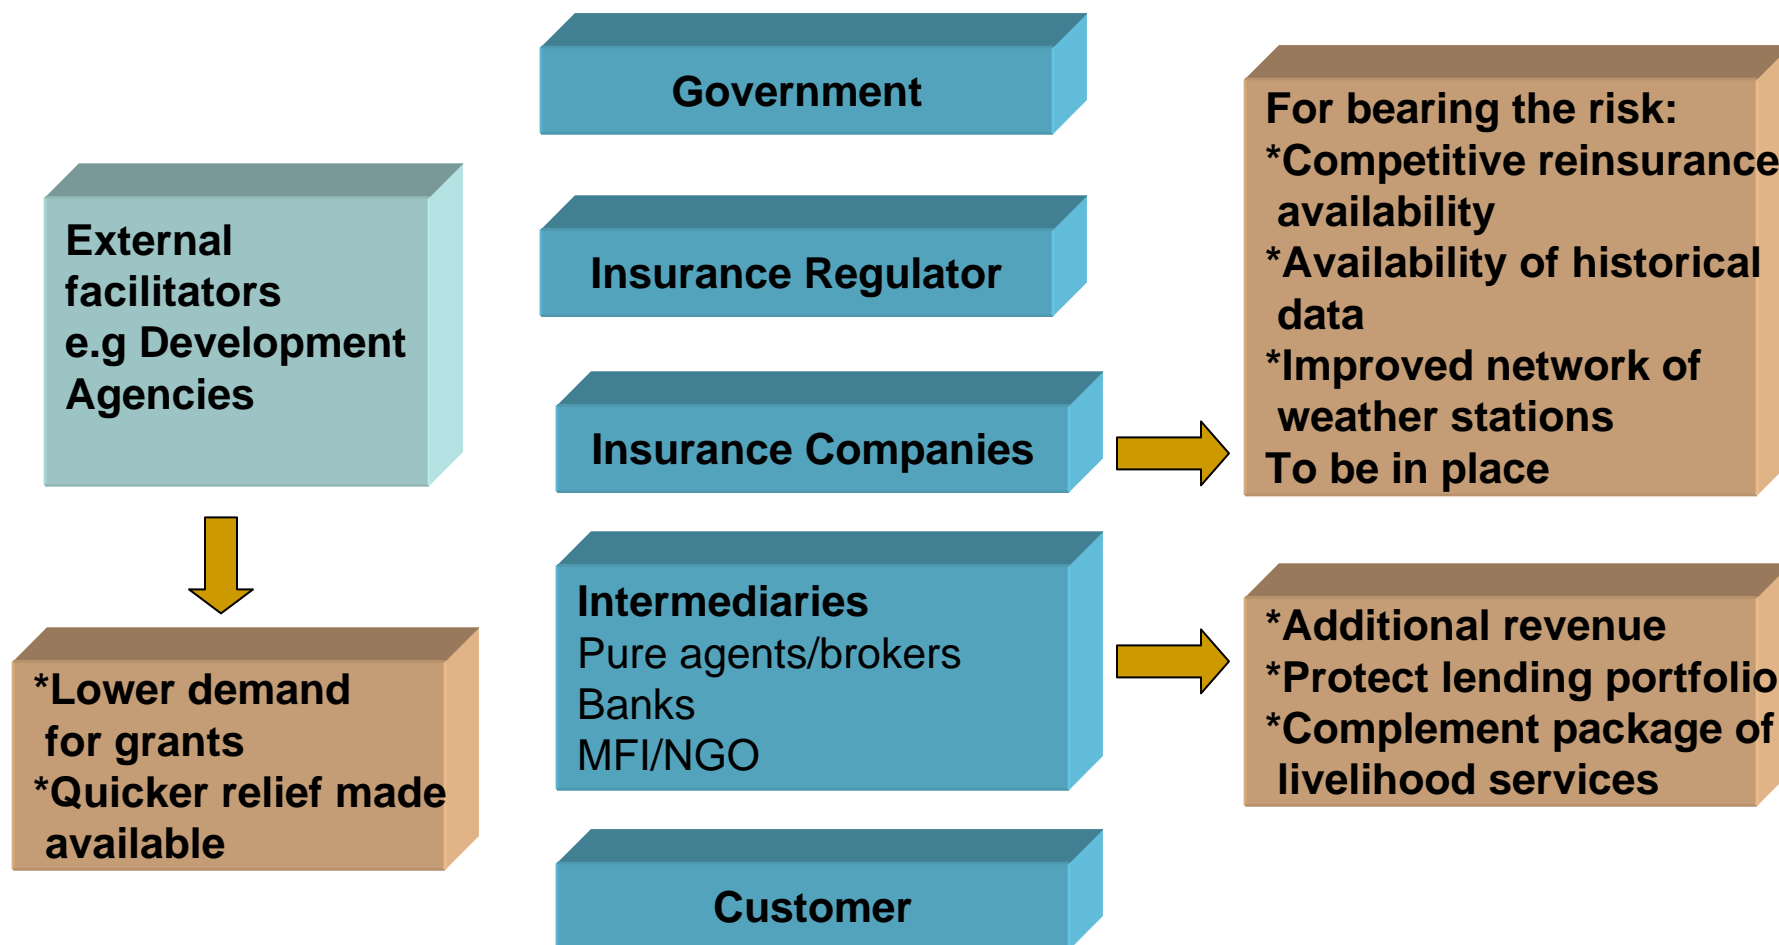 Government
External
facilitators
e.g Development
Agencies
Insurance Regulator
Insurance Companies
For bearing the risk:
*Competitive reinsurance
availability
*Availability of historical
data
*Improved network of
weather stations
To be in place
Intermediaries
Pure agents/brokers
Banks
MFI/NGO
*Additional revenue
*Protect lending portfolio
*Complement package of
livelihood services
*Lower demand
for grants
*Quicker relief made
available
Customer